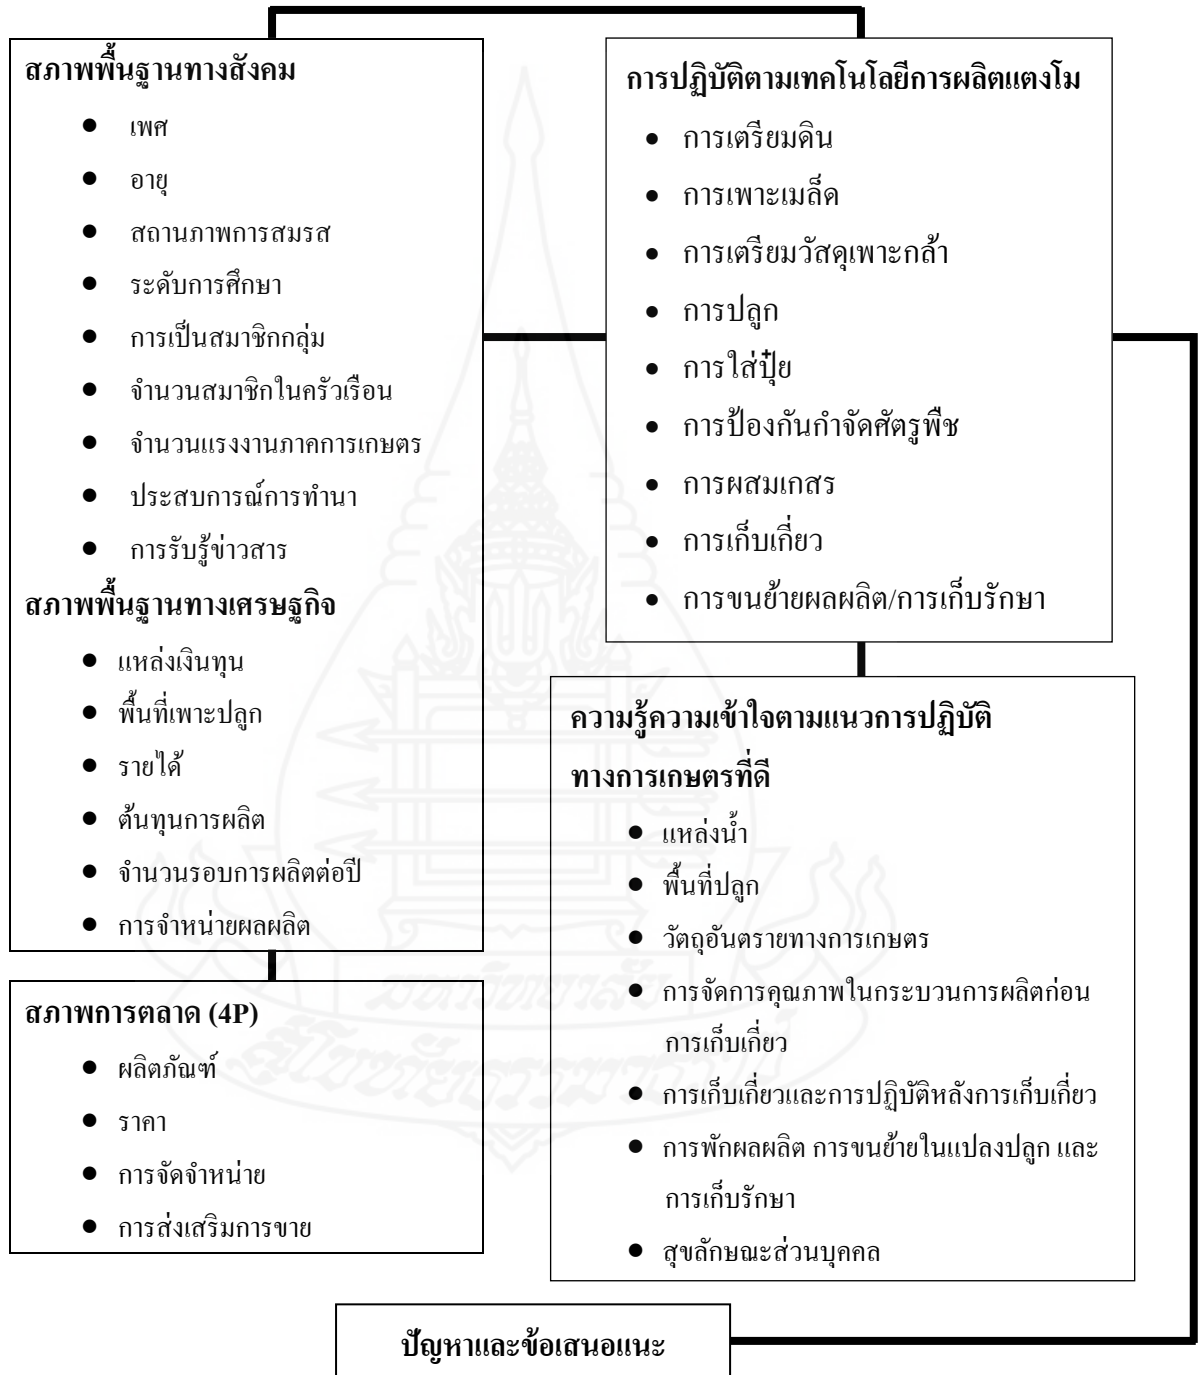 สภาพพื้นฐานทางสังคม
● เพศ
● อายุ
● สถานภาพการสมรส
● ระดับการศึกษา
● การเป็นสมาชิกกลุ่ม
● จำนวนสมาชิกในครัวเรือน
● จำนวนแรงงานภาคการเกษตร
● ประสบการณ์การทำนา
● การรับรู้ข่าวสาร
สภาพพื้นฐานทางเศรษฐกิจ
● แหล่งเงินทุน
● พื้นที่เพาะปลูก
● รายได้
● ต้นทุนการผลิต
● จำนวนรอบการผลิตต่อปี
● การจำหน่ายผลผลิต
สภาพการตลาด (4P)
● ผลิตภัณฑ์
● ราคา
● การจัดจำหน่าย
● การส่งเสริมการขาย
การปฏิบัติตามเทคโนโลยีการผลิตแตงโม
● การเตรียมดิน
● การเพาะเมล็ด
● การเตรียมวัสดุเพาะกล้า
● การปลูก
● การใส่ปุ๋ย
● การป้องกันกำจัดศัตรูพืช
● การผสมเกสร
● การเก็บเกี่ยว
● การขนย้ายผลผลิต/การเก็บรักษา
ความรู้ความเข้าใจตามแนวการปฏิบัติ
ทางการเกษตรที่ดี
● แหล่งน้ำ
● พื้นที่ปลูก
● วัตถุอันตรายทางการเกษตร
● การจัดการคุณภาพในกระบวนการผลิตก่อน
การเก็บเกี่ยว
● การเก็บเกี่ยวและการปฏิบัติหลังการเก็บเกี่ยว
● การพักผลผลิต การขนย้ายในแปลงปลูก และ
การเก็บรักษา
● สุขลักษณะส่วนบุคคล
ปัญหาและข้อเสนอแนะ
มหาวิทยาลัย
สุโขทัยธรรมาธิราช